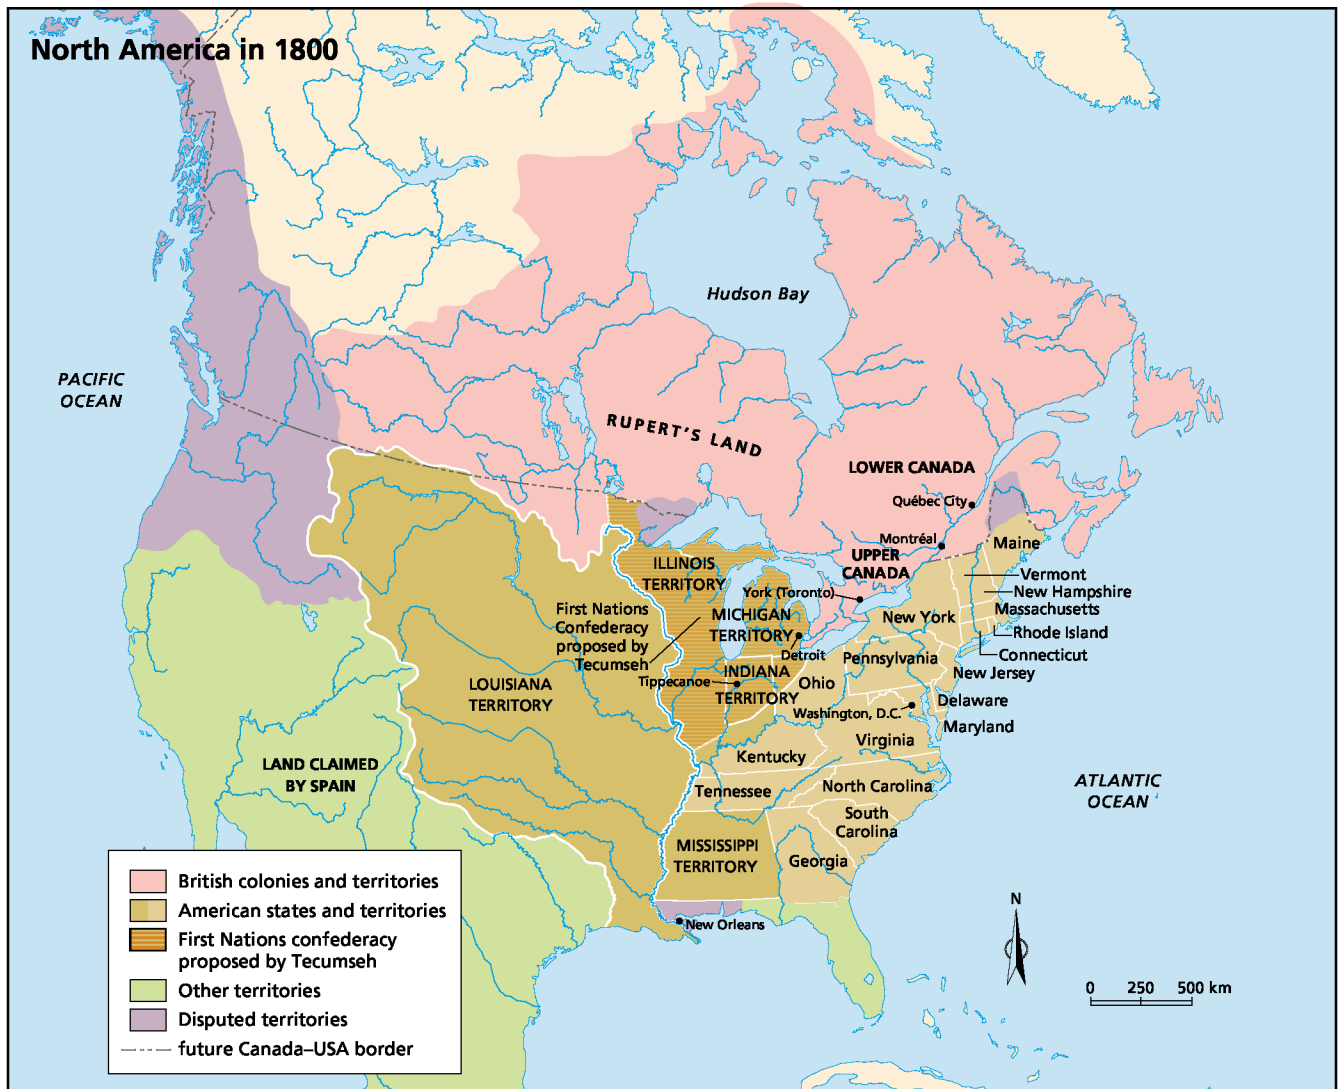 North America in 1800
Hudson Bay
PACIFIC
OCEAN
RUPERT'S LAND
LOWER CANADA
Québec City
Montréal
UPPER
CANADA
Maine
ILLINOIS
TERRITORY
Vermont
New Hampshire
York (Toronto)
Massachusetts
First Nations
Confederacy
proposed by
Tecumseh
MICHIGAN
TERRITORY
New York
Rhode Island
Detroit
Connecticut
Pennsylvania
New Jersey
INDIANA
TERRITORY
Tippecanoe
Ohio
LOUISIANA
TERRITORY
Delaware
Washington, D.C.
Maryland
Virginia
Kentucky
LAND CLAIMED
BY SPAIN
Tennessee
North Carolina
ATLANTIC
OCEAN
South
Carolina
MISSISSIPPI
TERRITORY
Georgia
New Orleans
British colonies and territories
American states and territories
First Nations confederacy
proposed by Tecumseh
Other territories
Disputed territories
future Canada–USA border
N
0 250 500 km